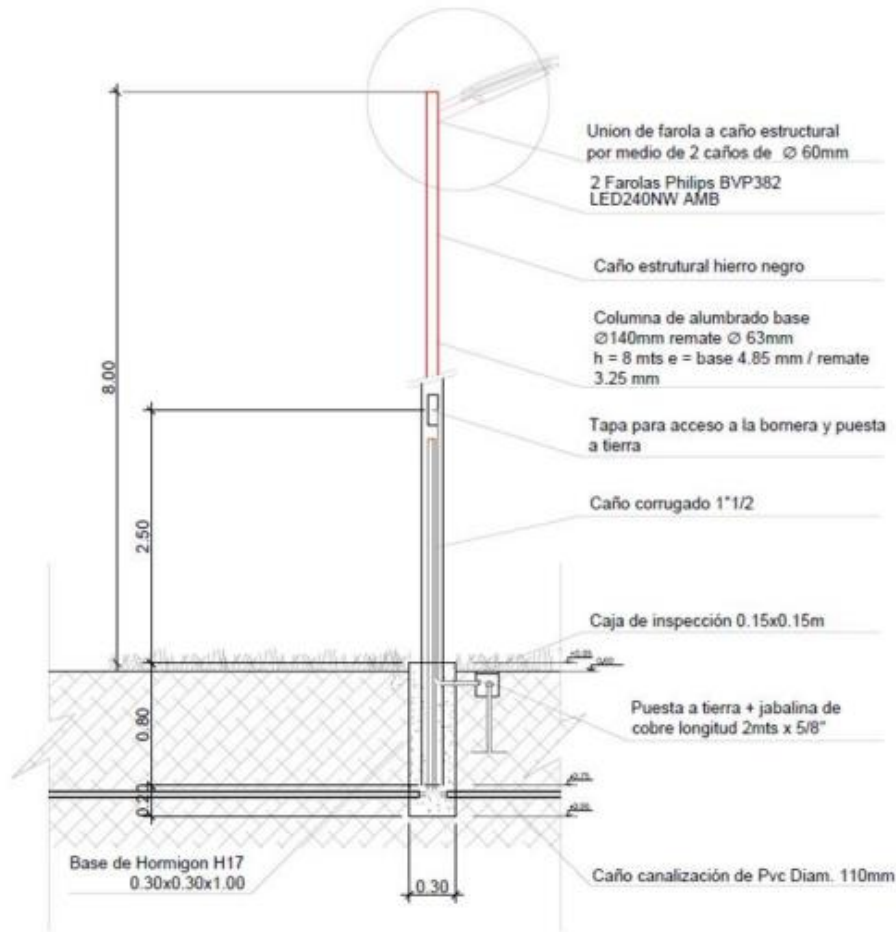 Union de farola a caño estructural
por medio de 2 caños de Ø 60mm
2 Farolas Philips BVP382
LED240NW AMB
Caño estrutural hierro negro
Columna de alumbrado base
Ø140mm remate Ø 63mm
h = 8 mts e = base 4.85 mm / remate
3.25 mm
8.00
Tapa para acceso a la bornera y puesta
a tierra
Caño corrugado 1"1/2
2.50
Caja de inspección 0.15x0.15m
Puesta a tierra + jabalina de
cobre longitud 2mts x 5/8"
0.80
0.20
Base de Hormigon H17
0.30x0.30x1.00
0.30
Caño canalización de Pvc Diam. 110mm